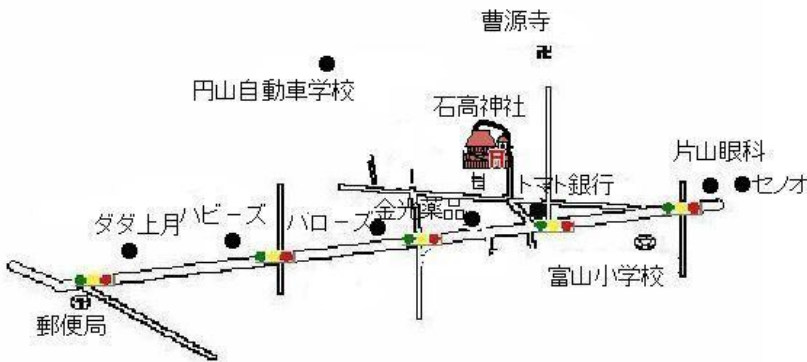 曹源寺
卍
円山自動車学校
石高神社
片山眼科
セノオ
トマト銀行
金光薬品
ハローズ
ハピーズ
ダダ上月
富山小学校
郵便局